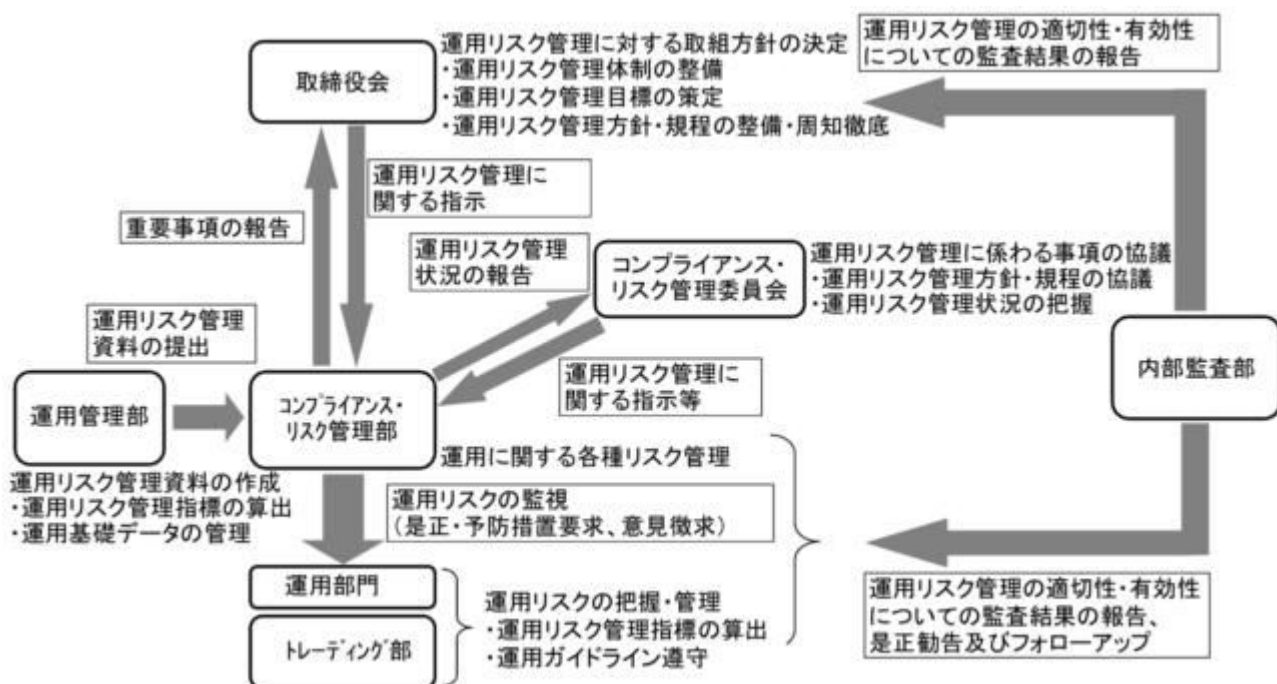 取締役会
運用リスク管理に対する取組方針の決定
・運用リスク管理体制の整備
・運用リスク管理目標の策定
・運用リスク管理方針・規程の整備・周知徹底
運用リスク管理の適切性・有効性
についての監査結果の報告
運用リスク管理に
関する指示
重要事項の報告
運用リスク管理
状況の報告
コンプライアンス・
リスク管理委員会
運用リスク管理に係わる事項の協議
・運用リスク管理方針・規程の協議
・運用リスク管理状況の把握
運用リスク管理
資料の提出
運用リスク管理に
関する指示等
内部監査部
運用管理部
コンプライアンス・
リスク管理部
運用に関する各種リスク管理
運用リスク管理資料の作成
・運用リスク管理指標の算出
・運用基礎データの管理
運用リスクの監視
(是正・予防措置要求、意見徴求)
運用部門
トレーディング部
運用リスクの把握・管理
・運用リスク管理指標の算出
・運用ガイドライン遵守
運用リスク管理の適切性・有効性
についての監査結果の報告、
是正勧告及びフォローアップ